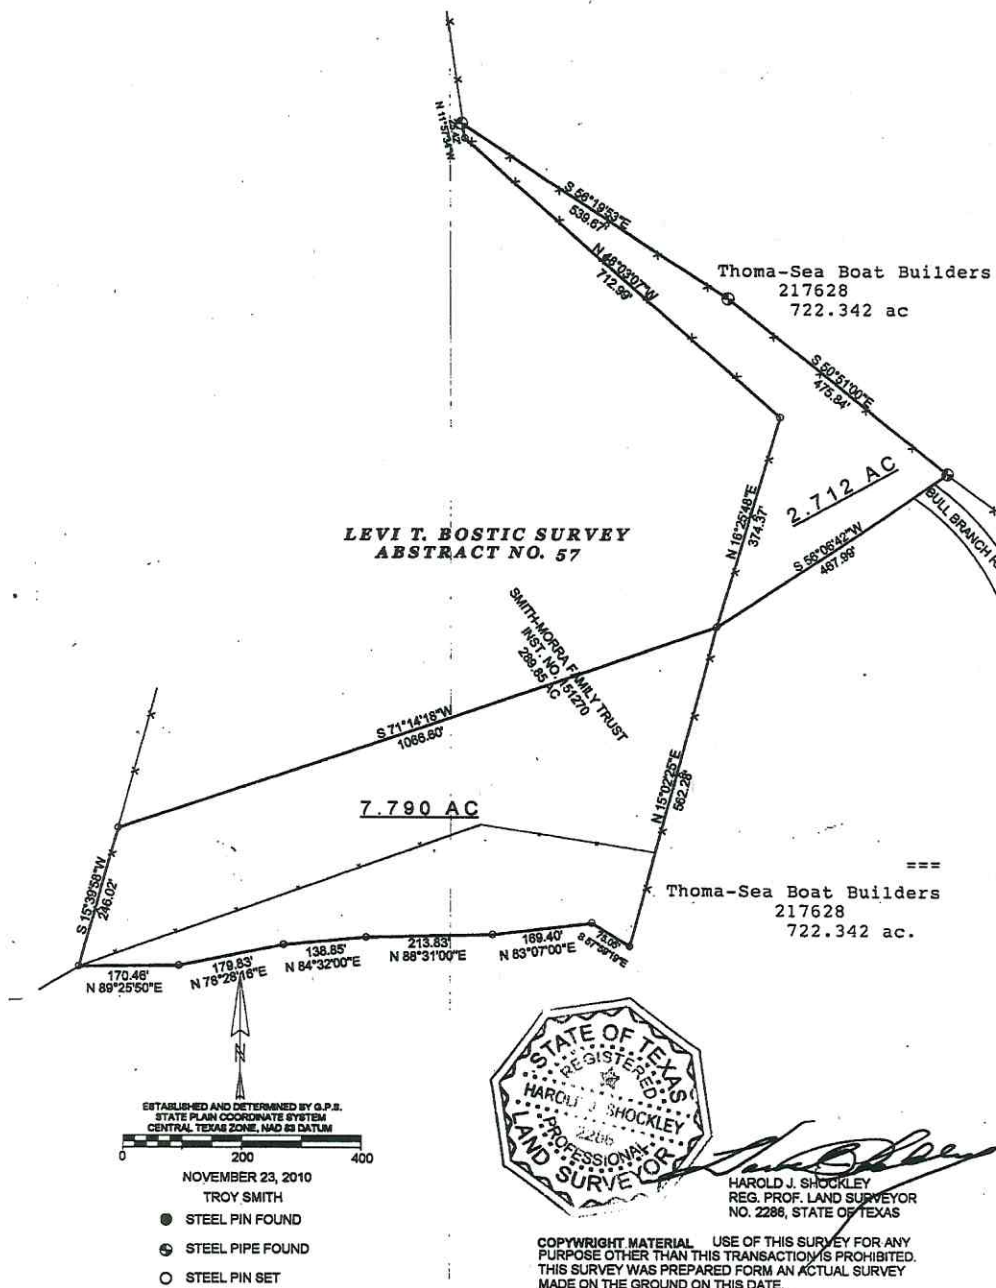 N 11°57'34"W
25.42'
S 56°19'53"E
539.67'
N 48°03'07"W
712.99'
Thoma-Sea Boat Builders
217628
722.342 ac
S 50°51'00"E
475.84'
2.712 AC
BULL BRANCH
N 16°25'48"E
374.37'
S 56°06'42"W
467.99'
LEVI T. BOSTIC SURVEY
ABSTRACT NO. 57
SMITH-MORRA FAMILY TRUST
INST. NO. 151270
289.85 AC
S 71°14'18"W
1066.60'
N 15°02'25"E
562.28'
7.790 AC
===
Thoma-Sea Boat Builders
217628
722.342 ac.
S 15°39'58"W
246.02'
170.46'
N 89°25'50"E
179.83'
N 78°28'16"E
138.85'
N 84°32'00"E
213.83'
N 88°31'00"E
169.40'
N 83°07'00"E
73.05'
S 57°59'19"E
N
ESTABLISHED AND DETERMINED BY G.P.S.
STATE PLAIN COORDINATE SYSTEM
CENTRAL TEXAS ZONE, NAD 83 DATUM
0 200 400
NOVEMBER 23, 2010
TROY SMITH
STEEL PIN FOUND
STEEL PIPE FOUND
STEEL PIN SET
STATE OF TEXAS
REGISTERED
HAROLD J. SHOCKLEY
2286
PROFESSIONAL
LAND SURVEYOR
HAROLD J. SHOCKLEY
REG. PROF. LAND SURVEYOR
NO. 2286, STATE OF TEXAS
COPYWRIGHT MATERIAL USE OF THIS SURVEY FOR ANY
PURPOSE OTHER THAN THIS TRANSACTION IS PROHIBITED.
THIS SURVEY WAS PREPARED FORM AN ACTUAL SURVEY
MADE ON THE GROUND ON THIS DATE.